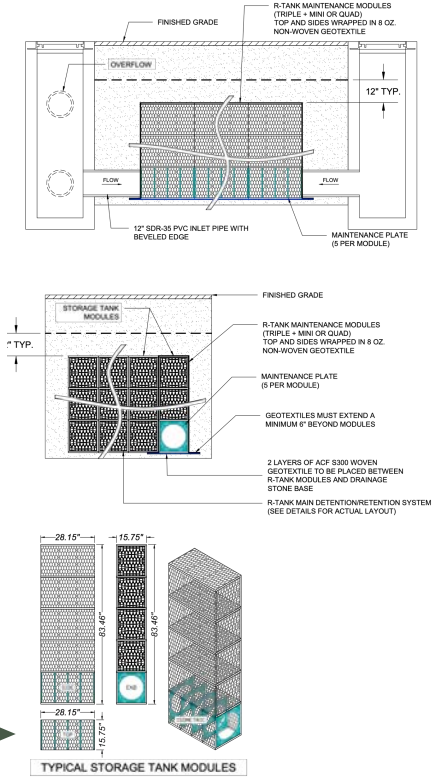 R-TANK MAINTENANCE MODULES
(TRIPLE + MINI OR QUAD)
TOP AND SIDES WRAPPED IN 8 OZ.
NON-WOVEN GEOTEXTILE
FINISHED GRADE
OVERFLOW
12" TYP.
FLOW
FLOW
12" SDR-35 PVC INLET PIPE WITH
BEVELED EDGE
MAINTENANCE PLATE
(5 PER MODULE)
FINISHED GRADE
STORAGE TANK
MODULES
" TYP.
R-TANK MAINTENANCE MODULES
(TRIPLE + MINI OR QUAD)
TOP AND SIDES WRAPPED IN 8 OZ.
NON-WOVEN GEOTEXTILE
MAINTENANCE PLATE
(5 PER MODULE)
GEOTEXTILES MUST EXTEND A
MINIMUM 6" BEYOND MODULES
2 LAYERS OF ACF S300 WOVEN
GEOTEXTILE TO BE PLACED BETWEEN
R-TANK MODULES AND DRAINAGE
STONE BASE
R-TANK MAIN DETENTION/RETENTION SYSTEM
(SEE DETAILS FOR ACTUAL LAYOUT)
28.15"
15.75"
83.46"
83.46"
SIDE
END
ISOMETRIC
28.15"
TOP
15.75"
TYPICAL STORAGE TANK MODULES